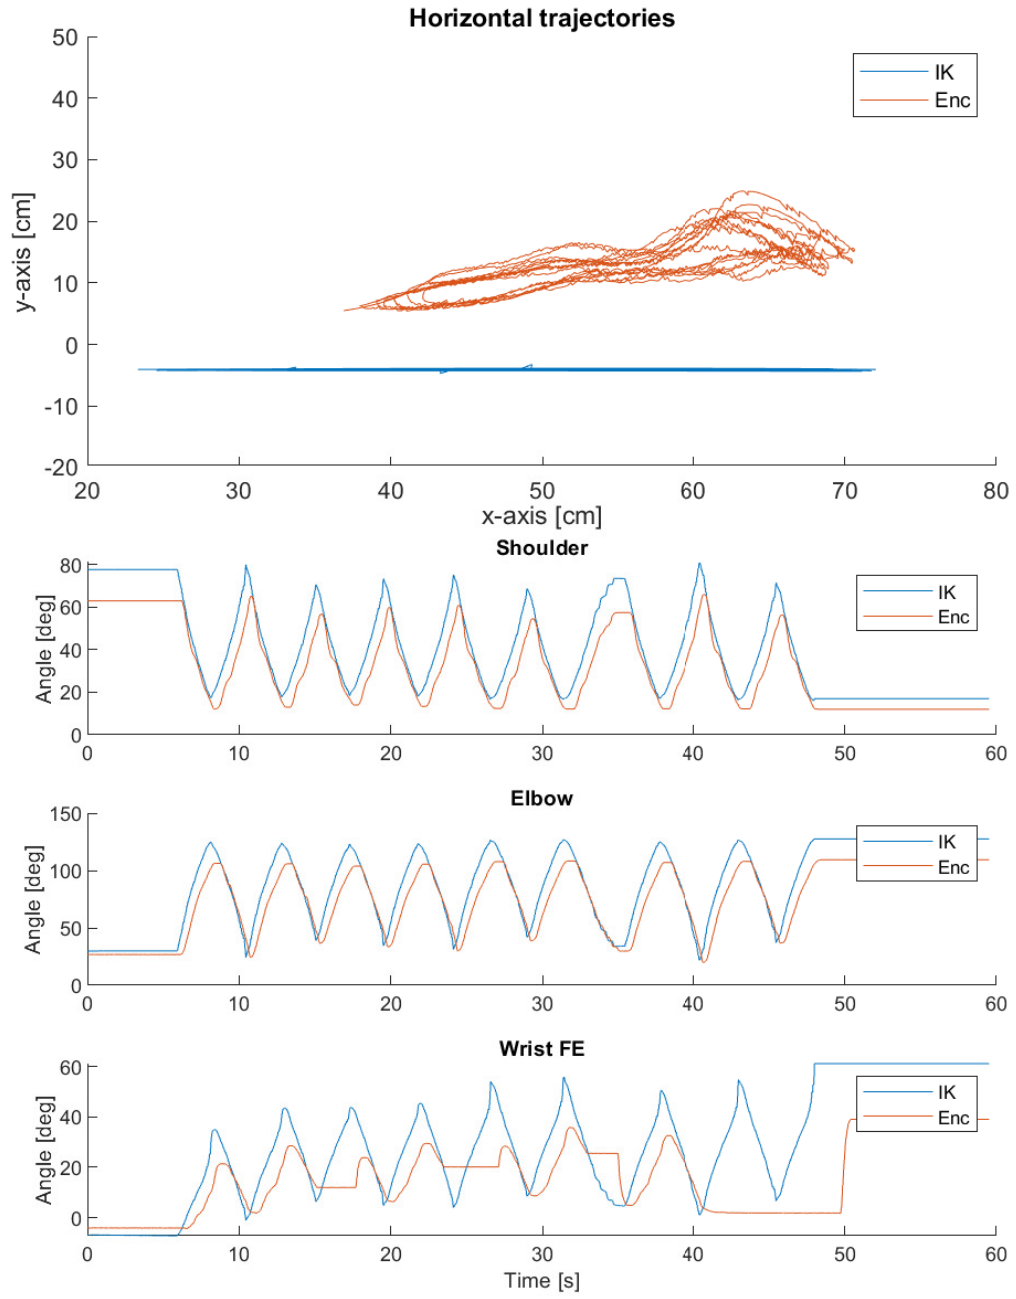 Horizontal trajectories
50
40
30
20
10
0
-10
-20
y-axis [cm]
IK
Enc
20 30 40 50 60 70 80
x-axis [cm]
Shoulder
80
60
40
20
0
Angle [deg]
IK
Enc
0 10 20 30 40 50 60
Elbow
150
100
50
0
Angle [deg]
IK
Enc
0 10 20 30 40 50 60
Wrist FE
60
40
20
0
Angle [deg]
IK
Enc
0 10 20 30 40 50 60
Time [s]